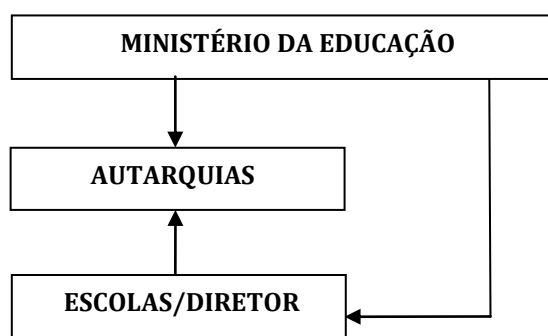 MINISTÉRIO DA EDUCAÇÃO
AUTARQUIAS
ESCOLAS/DIRETOR